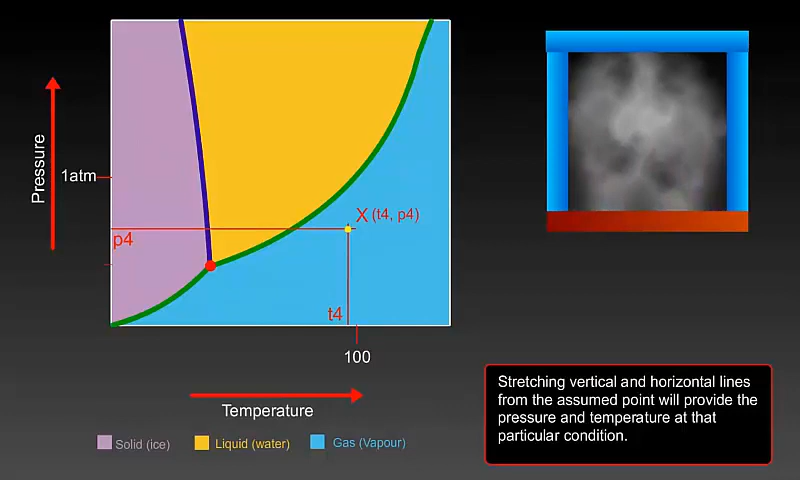 Pressure
1atm
X (t4, p4)
p4
t4
100
Temperature
Solid (ice)
Liquid (water)
Gas (Vapour)
Stretching vertical and horizontal lines
from the assumed point will provide the
pressure and temperature at that
particular condition.